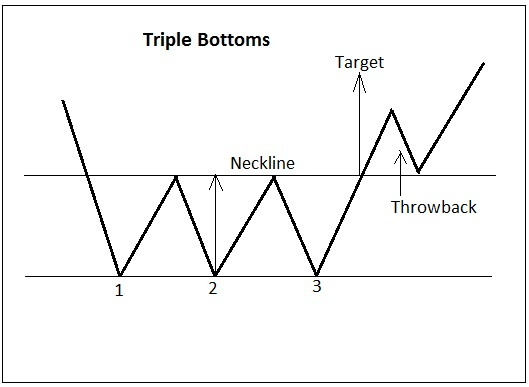 Triple Bottoms
Target
Neckline
Throwback
1
2
3